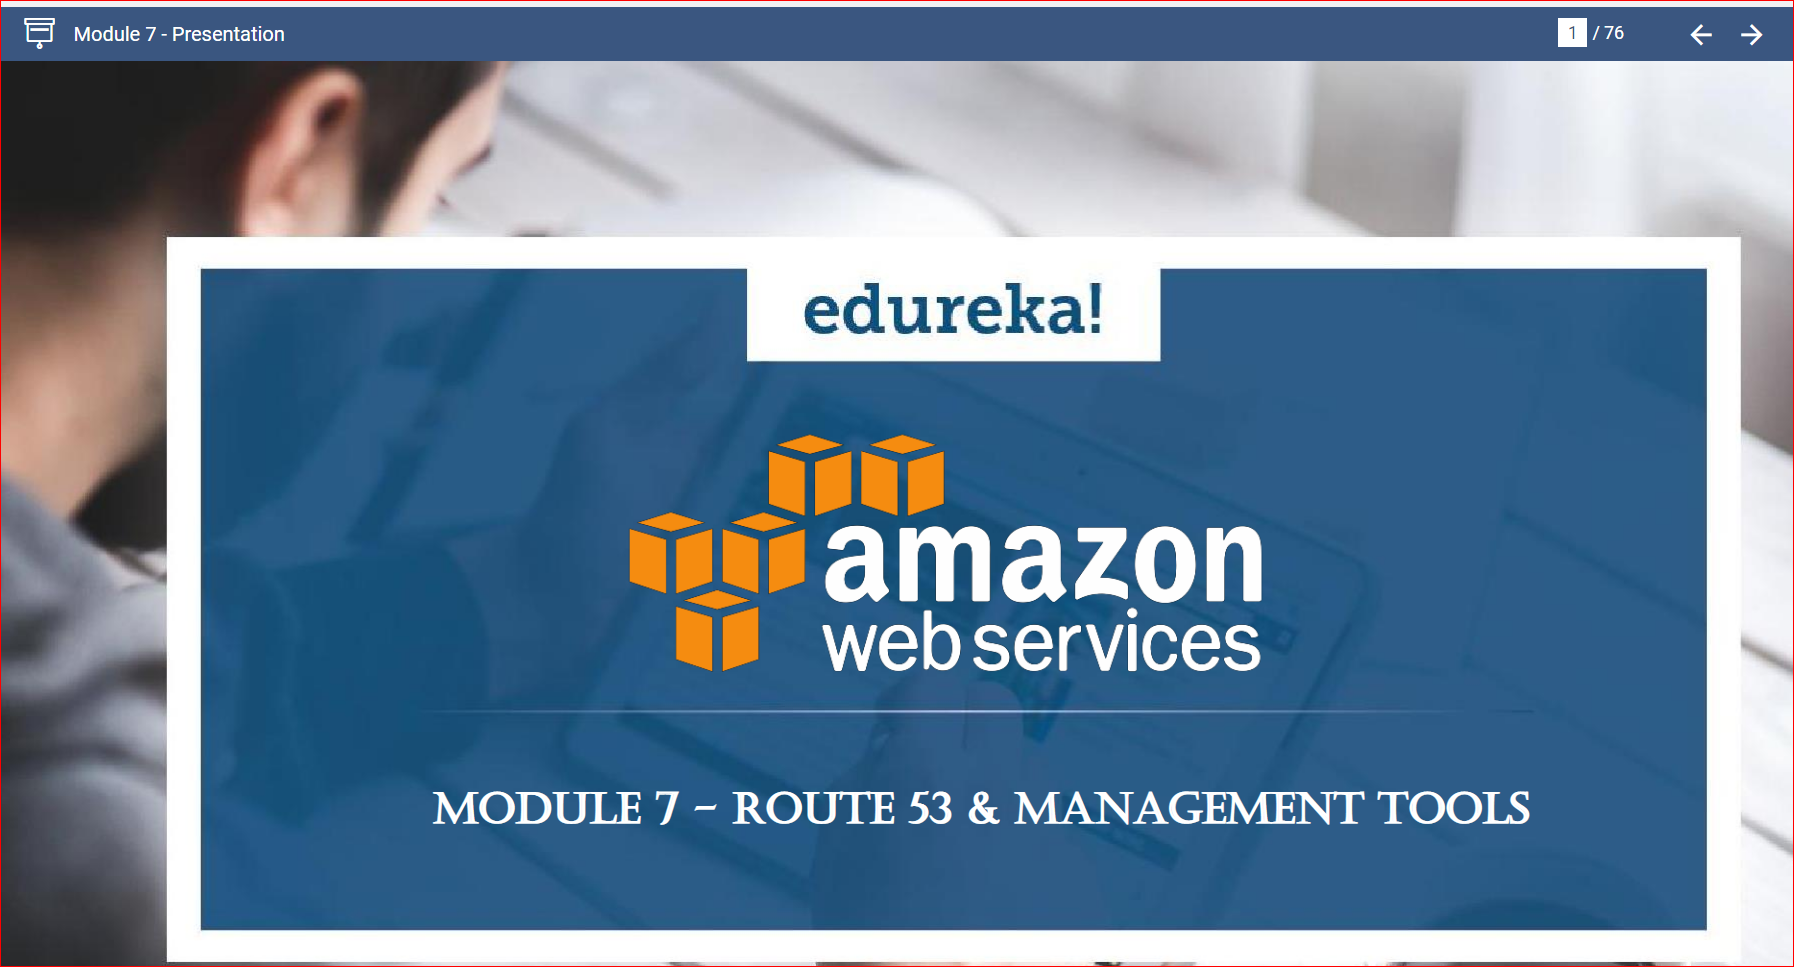 Module 7 - Presentation
1 / 76
edureka!
amazon
web services
MODULE 7 – ROUTE 53 & MANAGEMENT TOOLS